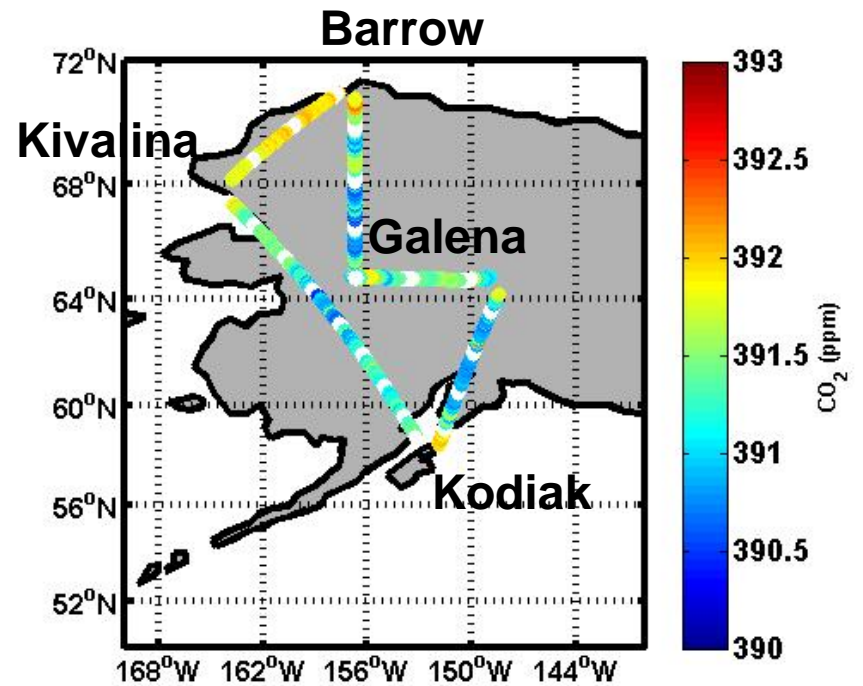 Barrow
72°N
Kivalina
68°N
Galena
64°N
60°N
Kodiak
56°N
52°N
168°W 162°W 156°W 150°W 144°W
393
392.5
392
391.5
391
390.5
390
CO₂ (ppm)